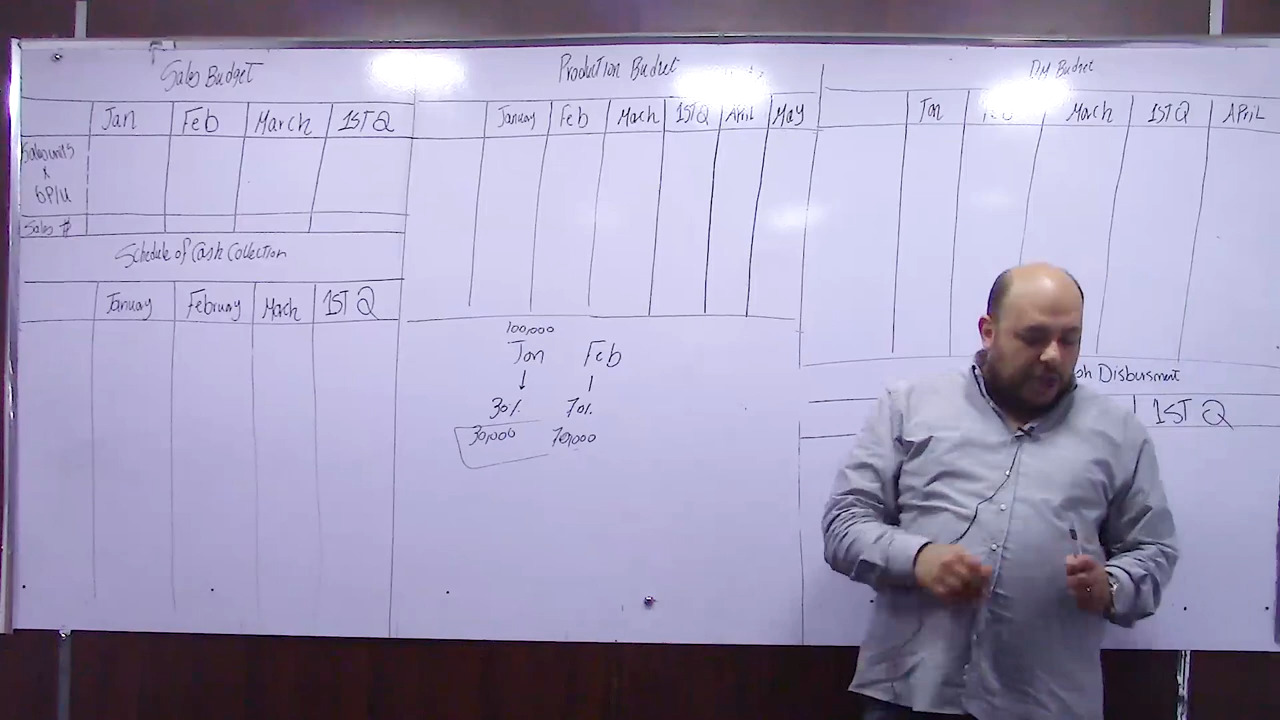 Sales Budget
Jan Feb March 1ST Q
Sales units
x
SP/U
Sales #
Schedule of Cash Collection
January February March 1ST Q
Production Budget
January Feb March 1ST Q April May
100,000
Jan Feb
30% 70%
30,000 70,000
DM Budget
Jan March 1ST Q April
Disbursment
1ST Q